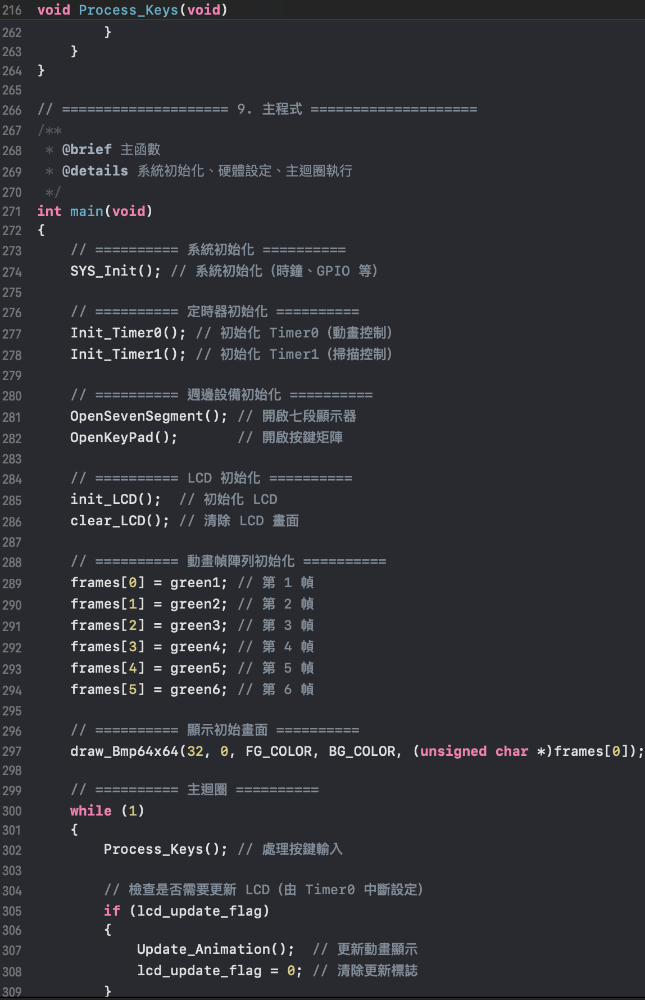 216 void Process_Keys(void)
262         }
263     }
264 }
265
266 // ==================== 9. 主程式 ====================
267 /**
268  * @brief 主函數
269  * @details 系統初始化、硬體設定、主迴圈執行
270  */
271 int main(void)
272 {
273     // ========== 系統初始化 ==========
274     SYS_Init(); // 系統初始化（時鐘、GPIO 等）
275
276     // ========== 定時器初始化 ==========
277     Init_Timer0(); // 初始化 Timer0（動畫控制）
278     Init_Timer1(); // 初始化 Timer1（掃描控制）
279
280     // ========== 週邊設備初始化 ==========
281     OpenSevenSegment(); // 開啟七段顯示器
282     OpenKeyPad();       // 開啟按鍵矩陣
283
284     // ========== LCD 初始化 ==========
285     init_LCD();  // 初始化 LCD
286     clear_LCD(); // 清除 LCD 畫面
287
288     // ========== 動畫幀陣列初始化 ==========
289     frames[0] = green1; // 第 1 幀
290     frames[1] = green2; // 第 2 幀
291     frames[2] = green3; // 第 3 幀
292     frames[3] = green4; // 第 4 幀
293     frames[4] = green5; // 第 5 幀
294     frames[5] = green6; // 第 6 幀
295
296     // ========== 顯示初始畫面 ==========
297     draw_Bmp64x64(32, 0, FG_COLOR, BG_COLOR, (unsigned char *)frames[0]);
298
299     // ========== 主迴圈 ==========
300     while (1)
301     {
302         Process_Keys(); // 處理按鍵輸入
303
304         // 檢查是否需要更新 LCD（由 Timer0 中斷設定）
305         if (lcd_update_flag)
306         {
307             Update_Animation();  // 更新動畫顯示
308             lcd_update_flag = 0; // 清除更新標誌
309         }